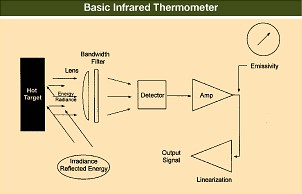 Basic Infrared Thermometer
Bandwidth
Filter
Lens
Hot
Target
Energy
Radiance
Detector
Amp
Emissivity
Irradiance
Reflected Energy
Output
Signal
Linearization